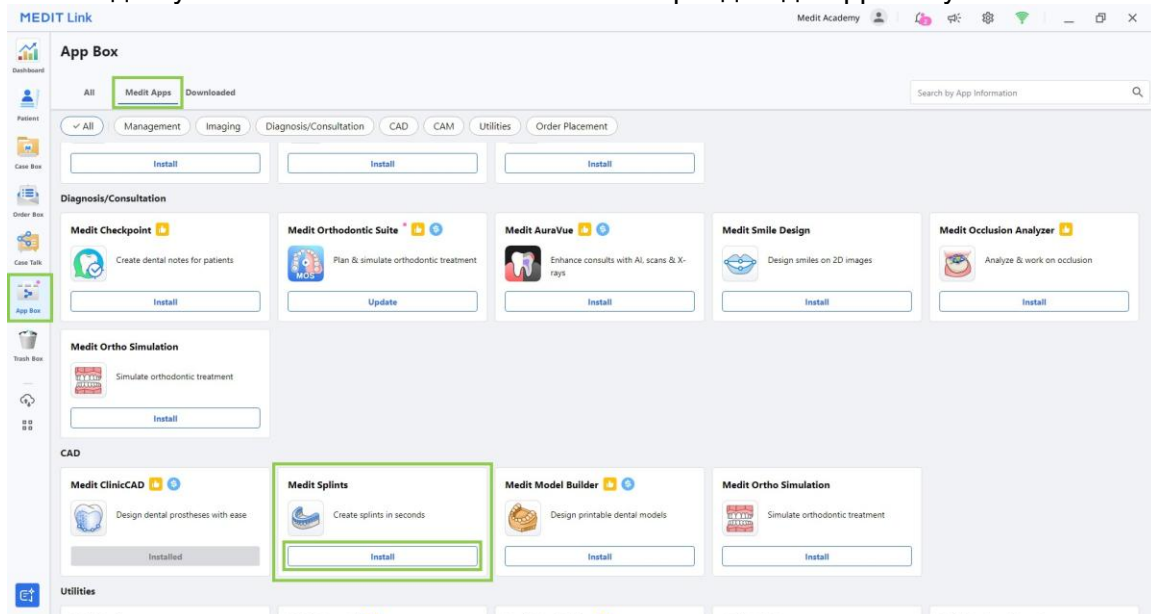 MEDIT Link
Medit Academy
Dashboard
Patient
Case Box
Order Box
Case Talk
App Box
Trash Box
App Box
All Medit Apps Downloaded
Search by App Information
All Management Imaging Diagnosis/Consultation CAD CAM Utilities Order Placement
Install Install Install
Diagnosis/Consultation
Medit Checkpoint
Create dental notes for patients
Install
Medit Orthodontic Suite
MOS
Plan & simulate orthodontic treatment
Update
Medit AuraVue
Enhance consults with AI, scans & X-
rays
Install
Medit Smile Design
Design smiles on 2D images
Install
Medit Occlusion Analyzer
Analyze & work on occlusion
Install
Medit Ortho Simulation
Simulate orthodontic treatment
Install
CAD
Medit ClinicCAD
Design dental prostheses with ease
Installed
Medit Splints
Create splints in seconds
Install
Medit Model Builder
Design printable dental models
Install
Medit Ortho Simulation
Simulate orthodontic treatment
Install
Utilities